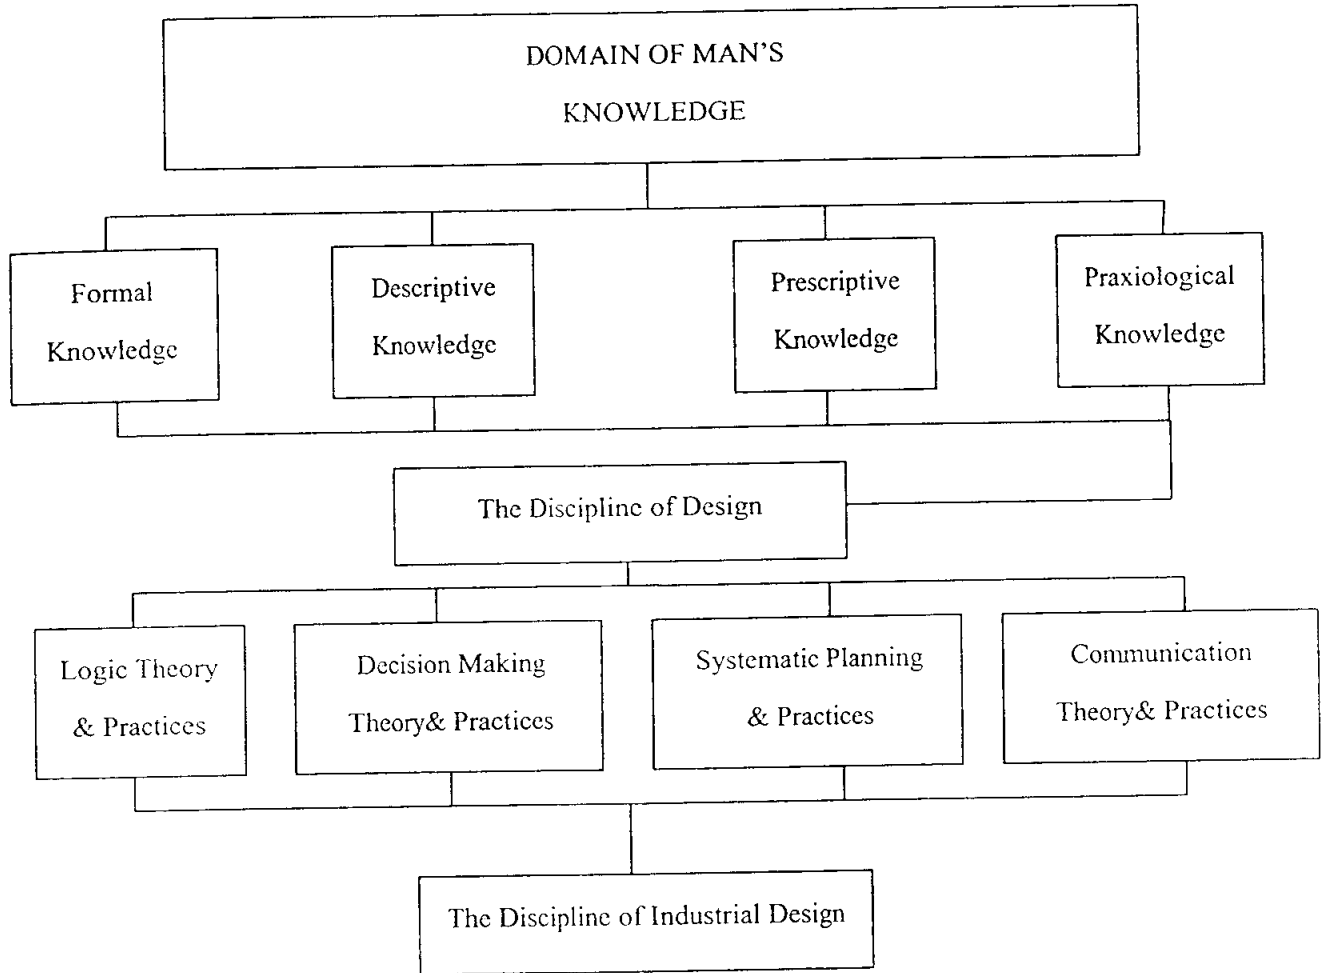 DOMAIN OF MAN'S
KNOWLEDGE
Formal
Knowledge
Descriptive
Knowledge
Prescriptive
Knowledge
Praxiological
Knowledge
The Discipline of Design
Logic Theory
& Practices
Decision Making
Theory& Practices
Systematic Planning
& Practices
Communication
Theory& Practices
The Discipline of Industrial Design